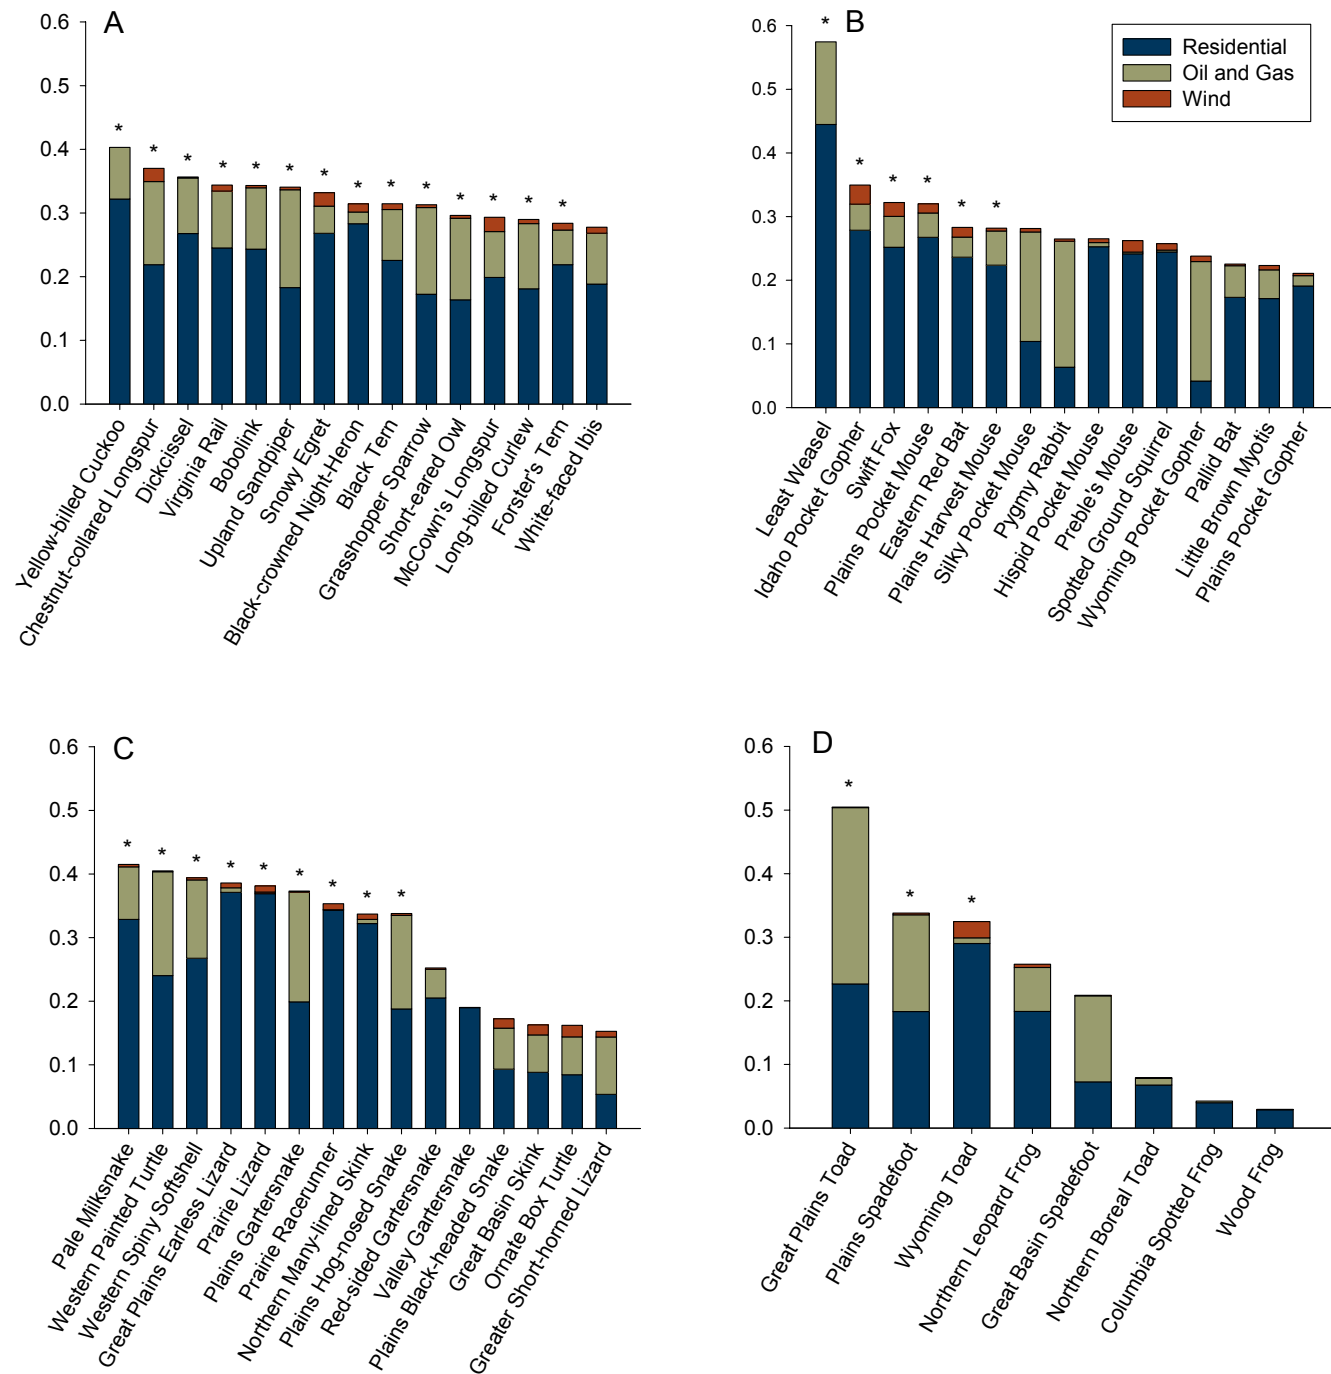 A
0.6
0.5
0.4
0.3
0.2
0.1
0.0
* * * * * * * * * * * * * *
Yellow-billed Cuckoo
Chestnut-collared Longspur
Dickcissel
Virginia Rail
Bobolink
Upland Sandpiper
Snowy Egret
Black-crowned Night-Heron
Black Tern
Grasshopper Sparrow
Short-eared Owl
McCown's Longspur
Long-billed Curlew
Forster's Tern
White-faced Ibis
B
Residential
Oil and Gas
Wind
0.6
0.5
0.4
0.3
0.2
0.1
0.0
* * * * * *
Least Weasel
Idaho Pocket Gopher
Swift Fox
Plains Pocket Mouse
Eastern Red Bat
Plains Harvest Mouse
Silky Pocket Mouse
Pygmy Rabbit
Hispid Pocket Mouse
Preble's Mouse
Spotted Ground Squirrel
Wyoming Pocket Gopher
Pallid Bat
Little Brown Myotis
Plains Pocket Gopher
C
0.6
0.5
0.4
0.3
0.2
0.1
0.0
* * * * * * * * *
Pale Milksnake
Western Painted Turtle
Western Spiny Softshell
Great Plains Earless Lizard
Prairie Lizard
Plains Gartersnake
Prairie Racerunner
Northern Many-lined Skink
Plains Hog-nosed Snake
Red-sided Gartersnake
Valley Gartersnake
Plains Black-headed Snake
Great Basin Skink
Ornate Box Turtle
Greater Short-horned Lizard
D
0.6
0.5
0.4
0.3
0.2
0.1
0.0
* * *
Great Plains Toad
Plains Spadefoot
Wyoming Toad
Northern Leopard Frog
Great Basin Spadefoot
Northern Boreal Toad
Columbia Spotted Frog
Wood Frog